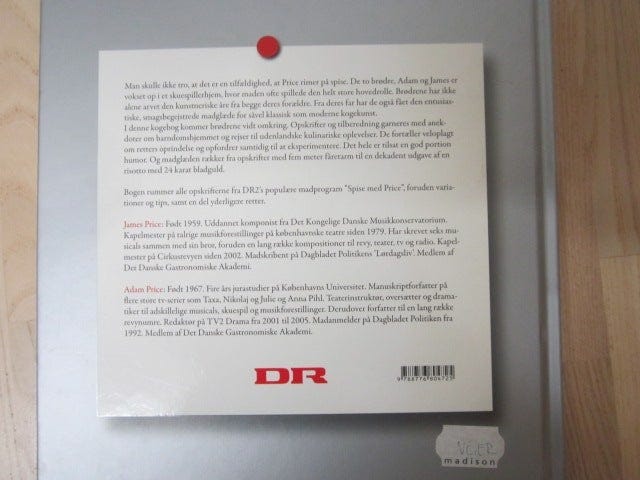 Man skulle ikke tro, at det er en tilfældighed, at Price rimer på spise. De to brødre, Adam og James er
vokset op i et skuespillerhjem, hvor maden ofte spillede den helt store hovedrolle. Brødrene har ikke
alene arvet den kunstneriske åre fra begge deres forældre. Fra deres far har de også fået den entusias-
tiske, smagsbegejstrede madglæde for såvel klassisk som moderne kogekunst.
I denne kogebog kommer brødrene vidt omkring. Opskrifter og tilberedning garneres med anek-
doter om barndomshjemmet og rejser til udenlandske kulinariske oplevelser. De fortæller veloplagt
om retters oprindelse og opfordrer samtidig til at eksperimentere. Det hele er tilsat en god portion
humor. Og madglæden rækker fra opskrifter med fem meter fåretarm til en dekadent udgave af en
risotto med 24 karat bladguld.
Bogen rummer alle opskrifterne fra DR2's populære madprogram "Spise med Price", foruden varia-
tioner og tips, samt en del yderligere retter.
James Price: Født 1959. Uddannet komponist fra Det Kongelige Danske Musikkonservatorium.
Kapelmester på talrige musikforestillinger på københavnske teatre siden 1979. Har skrevet seks mu-
sicals sammen med sin bror, foruden en lang række kompositioner til revy, teater, tv og radio. Kapel-
mester på Cirkusrevyen siden 2002. Madskribent på Dagbladet Politikens 'Lørdagsliv'. Medlem af
Det Danske Gastronomiske Akademi.
Adam Price: Født 1967. Fire års jurastudier på Københavns Universitet. Manuskriptforfatter på
flere store tv-serier som Taxa, Nikolaj og Julie og Anna Pihl. Teaterinstruktør, oversætter og drama-
tiker til adskillelige musicals, skuespil og musikforestillinger. Derudover forfatter til en lang række
revynumre. Redaktør på TV2 Drama fra 2001 til 2005. Madanmelder på Dagbladet Politiken fra
1992. Medlem af Det Danske Gastronomiske Akademi.
DR
9 788776 804725
madison